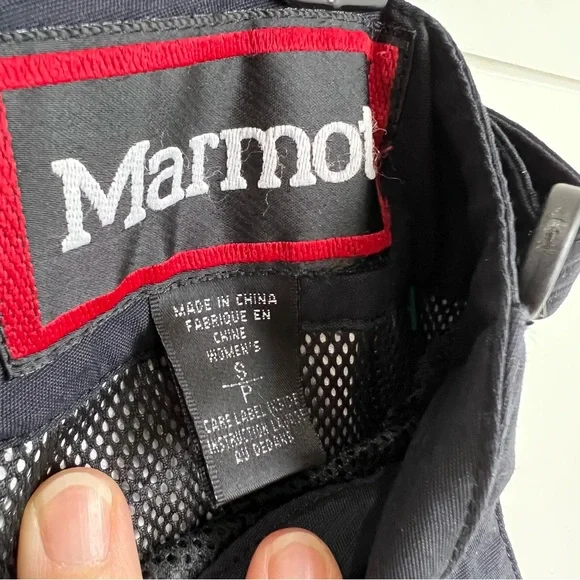 Marmot
MADE IN CHINA
FABRIQUE EN
CHINE
WOMEN'S
S
P
CARE LABEL INSIDE
INSTRUCTION LAVAGE
AU DEDANS